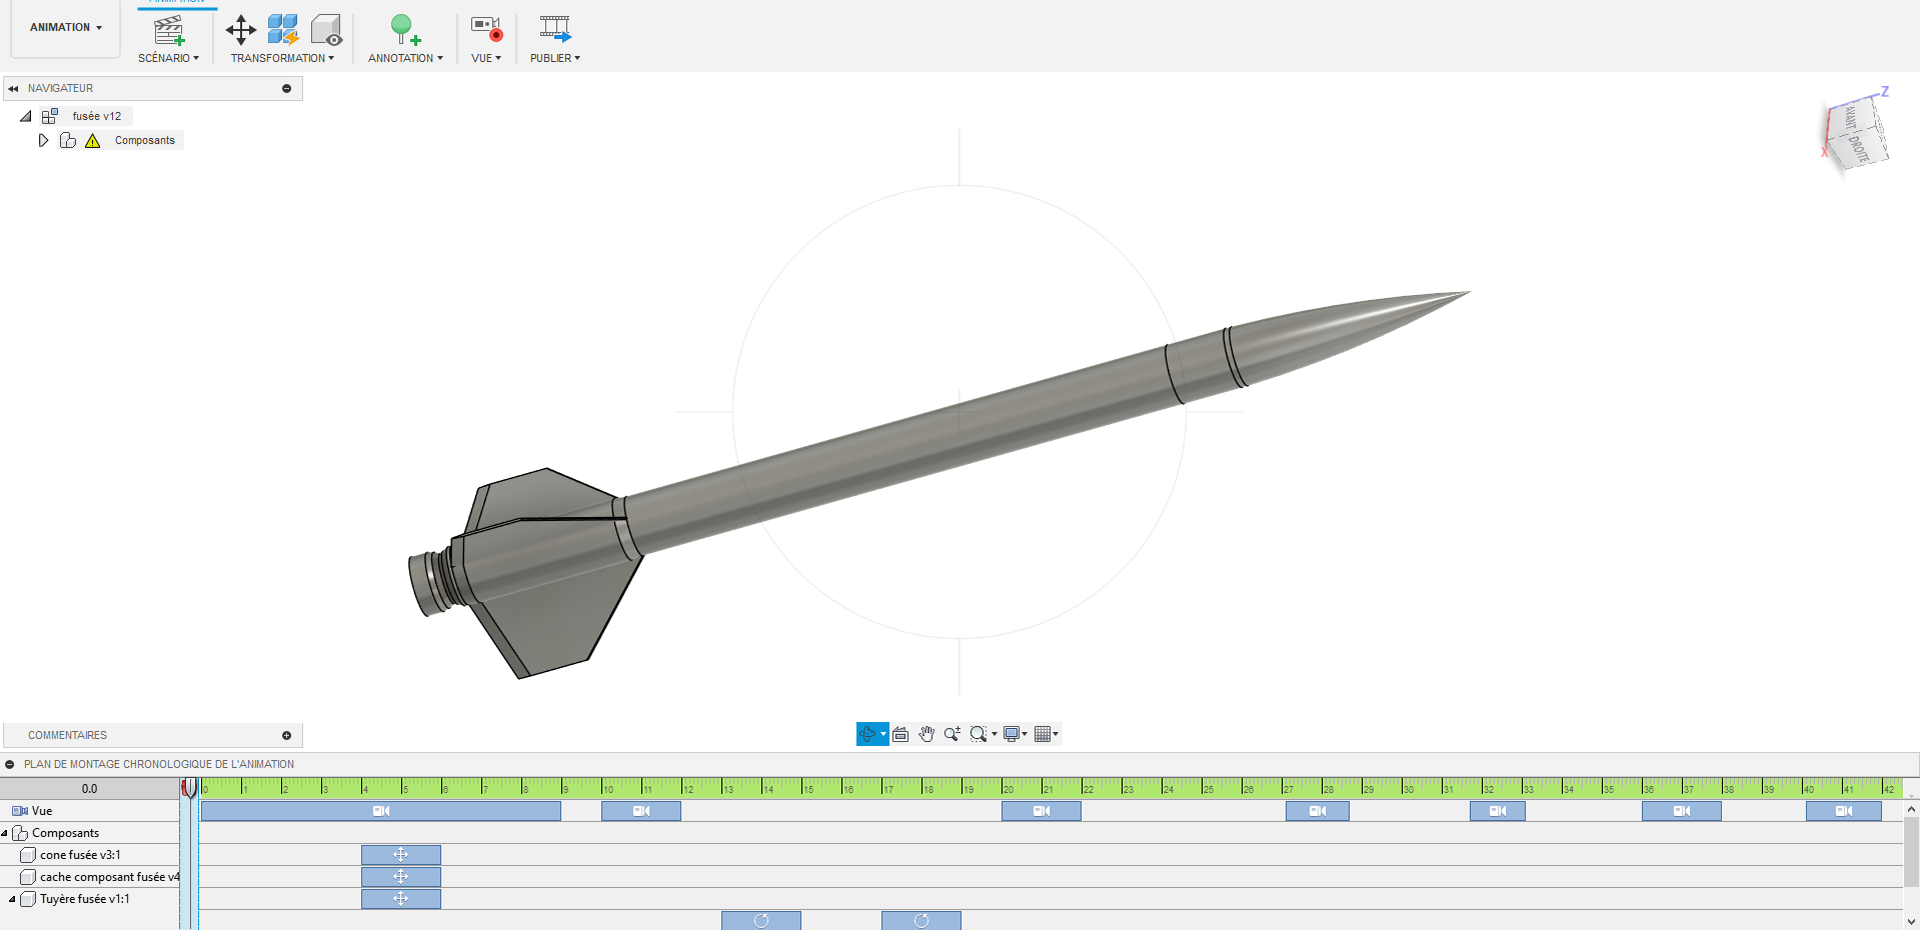 ANIMATION
ANIMATION
SCÉNARIO
TRANSFORMATION
ANNOTATION
VUE
PUBLIER
NAVIGATEUR
fusée v12
Composants
Z
AVANT
DROITE
X
COMMENTAIRES
PLAN DE MONTAGE CHRONOLOGIQUE DE L'ANIMATION
0.0
0 1 2 3 4 5 6 7 8 9 10 11 12 13 14 15 16 17 18 19 20 21 22 23 24 25 26 27 28 29 30 31 32 33 34 35 36 37 38 39 40 41 42
Vue
Composants
cone fusée v3:1
cache composant fusée v4
Tuyère fusée v1:1